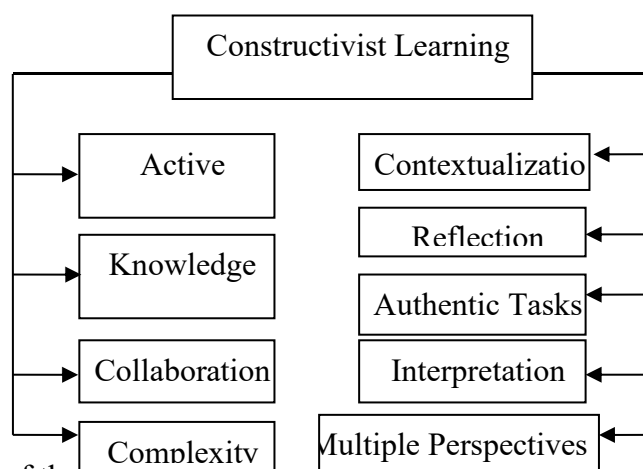 Constructivist Learning
Active
Knowledge
Collaboration
Complexity
Contextualizatio
Reflection
Authentic Tasks
Interpretation
Multiple Perspectives